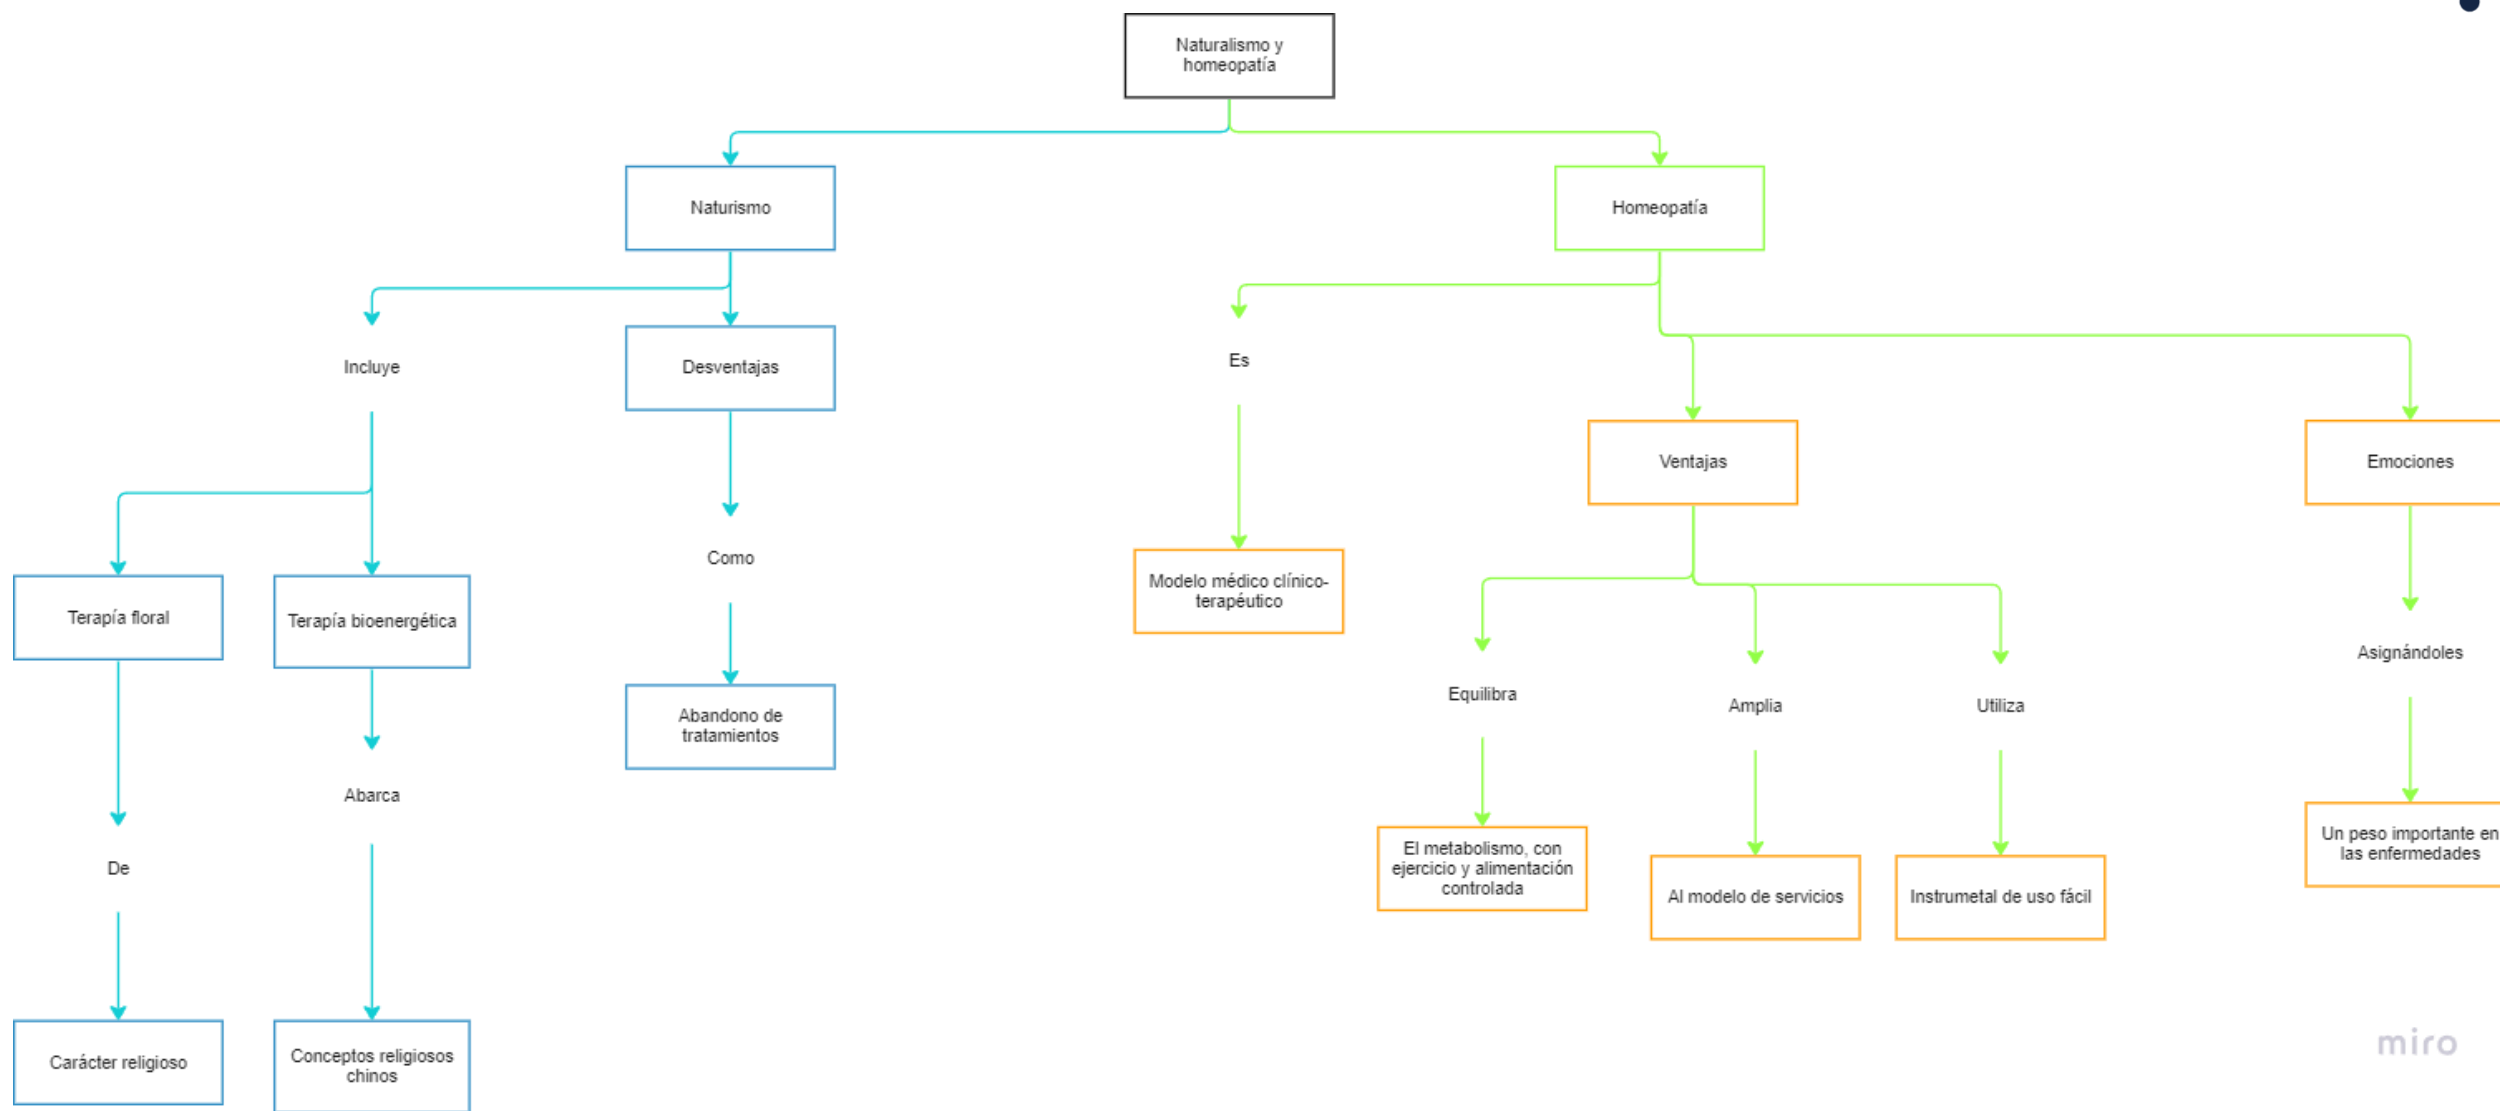 Naturalismo y
homeopatía
Naturismo
Homeopatía
Incluye
Desventajas
Es
Ventajas
Emociones
Como
Terapía floral
Terapía bioenergética
Modelo médico clínico-
terapéutico
Equilibra
Amplia
Utiliza
Asignándoles
Abandono de
tratamientos
Abarca
De
El metabolismo, con
ejercicio y alimentación
controlada
Al modelo de servicios
Instrumetal de uso fácil
Un peso importante en
las enfermedades
Carácter religioso
Conceptos religiosos
chinos
miro